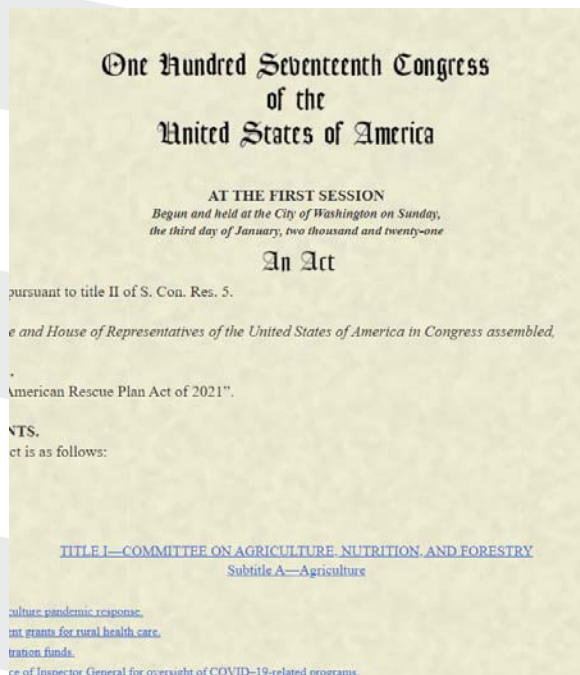 One Hundred Seventeenth Congress
of the
United States of America
AT THE FIRST SESSION
Begun and held at the City of Washington on Sunday,
the third day of January, two thousand and twenty-one
An Act
pursuant to title II of S. Con. Res. 5.
e and House of Representatives of the United States of America in Congress assembled,
.
American Rescue Plan Act of 2021”.
NTS.
ct is as follows:
TITLE I—COMMITTEE ON AGRICULTURE, NUTRITION, AND FORESTRY
Subtitle A—Agriculture
culture pandemic response.
ent grants for rural health care.
tration funds.
ce of Inspector General for oversight of COVID–19-related programs.